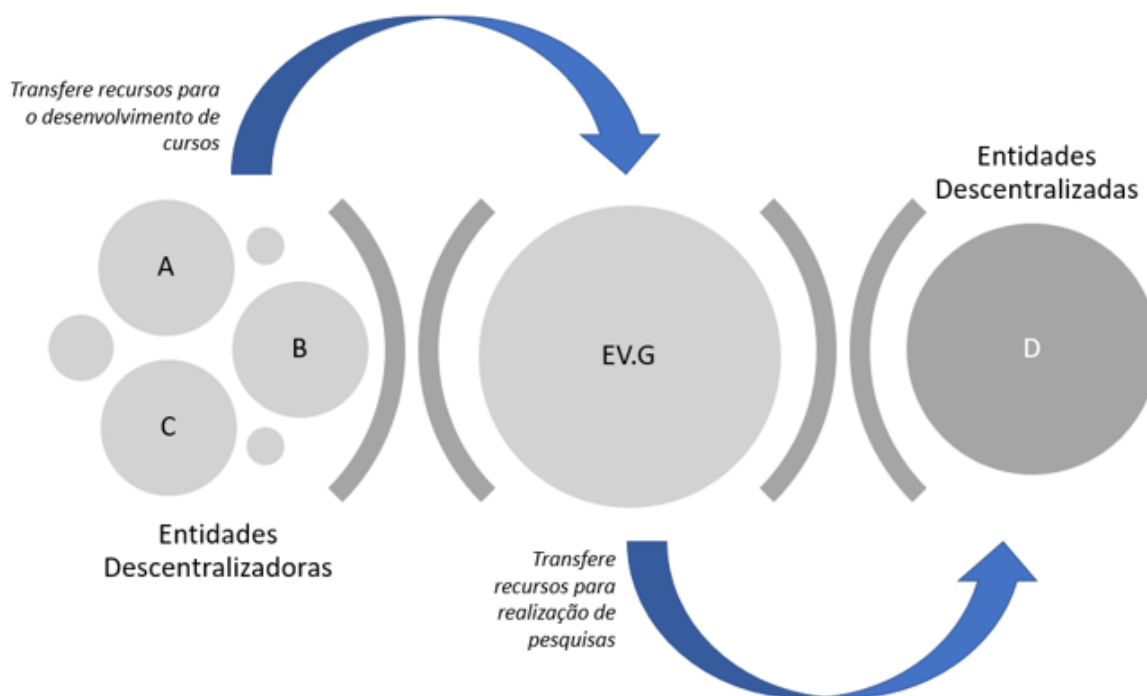 Transfere recursos para
o desenvolvimento de
cursos
Entidades
Descentralizadas
A
B
C
EV.G
D
Entidades
Descentralizadoras
Transfere
recursos para
realização de
pesquisas